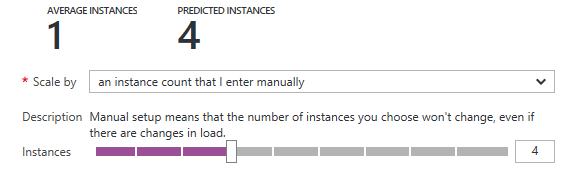 AVERAGE INSTANCES PREDICTED INSTANCES
1 4
* Scale by an instance count that I enter manually
Description Manual setup means that the number of instances you choose won't change, even if
there are changes in load.
Instances 4